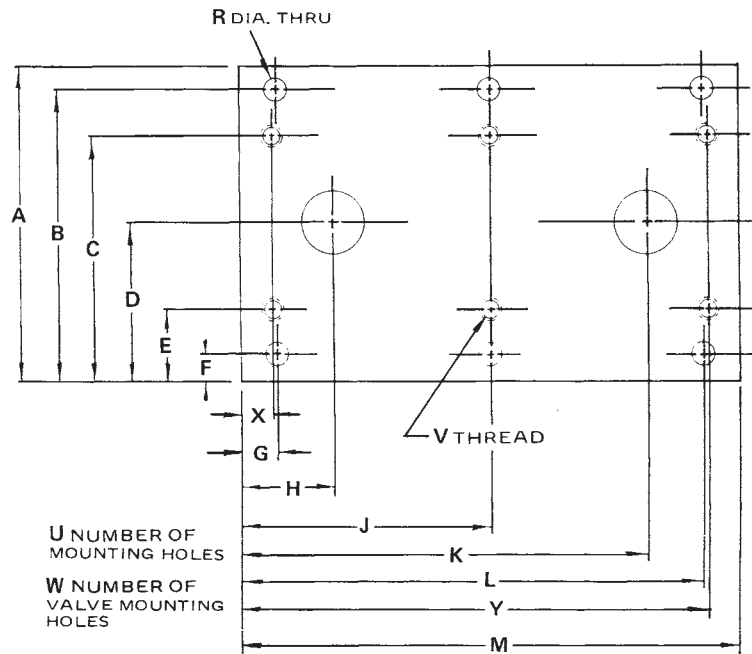 R DIA. THRU
A
B
C
D
E
F
X
G
V THREAD
H
J
U NUMBER OF
MOUNTING HOLES
K
W NUMBER OF
VALVE MOUNTING
HOLES
L
Y
M